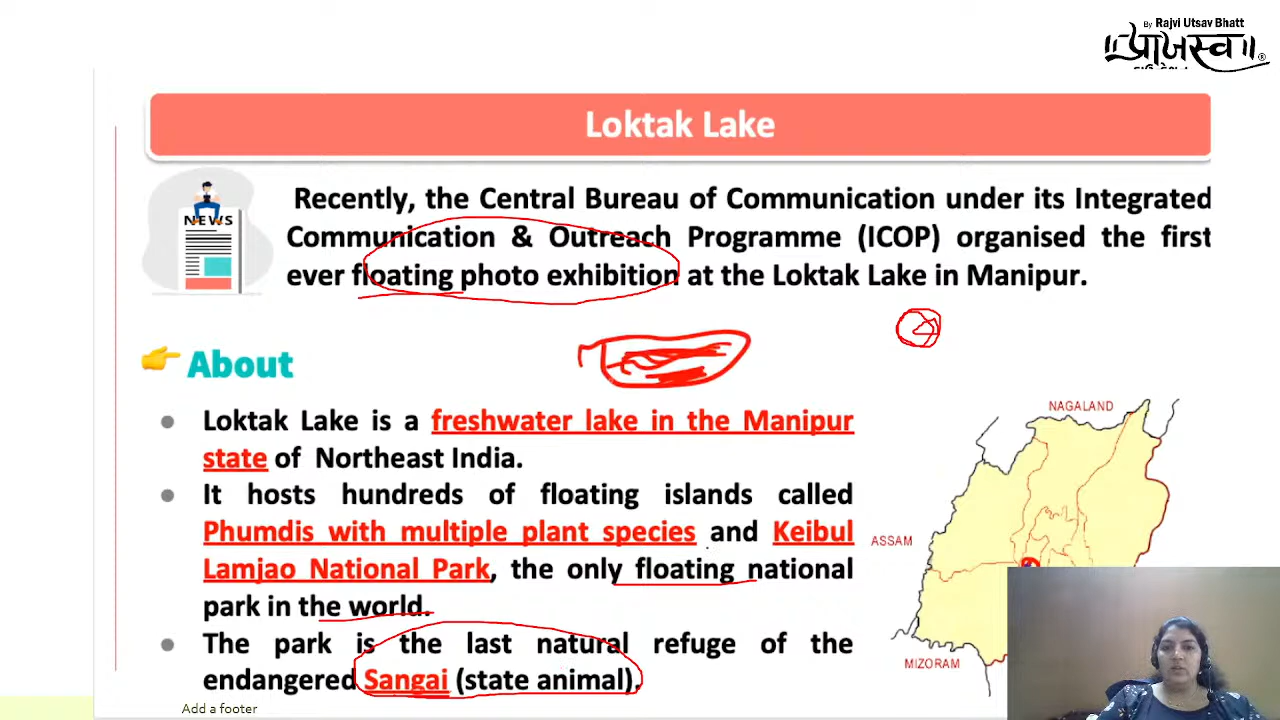 By Rajvi Utsav Bhatt
॥प्राजस्व॥®
Loktak Lake
NEWS
Recently, the Central Bureau of Communication under its Integrated
Communication & Outreach Programme (ICOP) organised the first
ever floating photo exhibition at the Loktak Lake in Manipur.
About
● Loktak Lake is a freshwater lake in the Manipur
state of Northeast India.
● It hosts hundreds of floating islands called
Phumdis with multiple plant species and Keibul
Lamjao National Park, the only floating national
park in the world.
● The park is the last natural refuge of the
endangered Sangai (state animal).
NAGALAND
ASSAM
MIZORAM
Add a footer